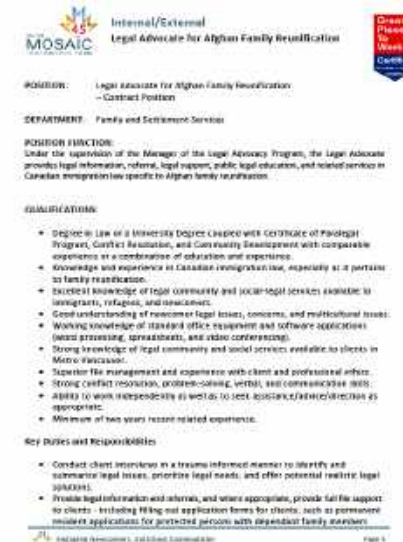 45
MOSAIC
Internal/External
Legal Advocate for Afghan Family Reunification
Great
Place
To
Work
Certified
POSITION: Legal Advocate for Afghan Family Reunification
– Contract Position
DEPARTMENT: Family and Settlement Services
POSITION FUNCTION:
Under the supervision of the Manager of the Legal Advocacy Program, the Legal Advocate
provides legal information, referral, legal support, public legal education, and related services in
Canadian immigration law specific to Afghan family reunification.
QUALIFICATIONS:
• Degree in Law or a University Degree coupled with Certificate of Paralegal
Program, Conflict Resolution, and Community Development with comparable
experience or a combination of education and experience.
• Knowledge and experience in Canadian immigration law, especially as it pertains
to family reunification.
• Excellent knowledge of legal community and social-legal services available to
immigrants, refugees, and newcomers.
• Good understanding of newcomer legal issues, concerns, and multicultural issues.
• Working knowledge of standard office equipment and software applications
(word processing, spreadsheets, and video conferencing).
• Strong knowledge of legal community and social services available to clients in
Metro Vancouver.
• Superior file management and experience with client and professional ethics.
• Strong conflict resolution, problem-solving, verbal, and communication skills.
• Ability to work independently as well as to seek assistance/advice/direction as
appropriate.
• Minimum of two years recent related experience.
Key Duties and Responsibilities
• Conduct client interviews in a trauma informed manner to identify and
summarize legal issues, prioritize legal needs, and offer potential realistic legal
solutions.
• Provide legal information and referrals, and where appropriate, provide full file support
to clients - including filling out application forms for clients, such as permanent
resident applications for protected persons with dependant family members
Page 1